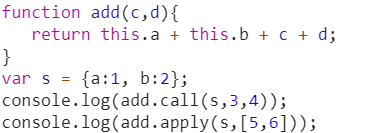 function add(c,d){
   return this.a + this.b + c + d;
}
var s = {a:1, b:2};
console.log(add.call(s,3,4));
console.log(add.apply(s,[5,6]));